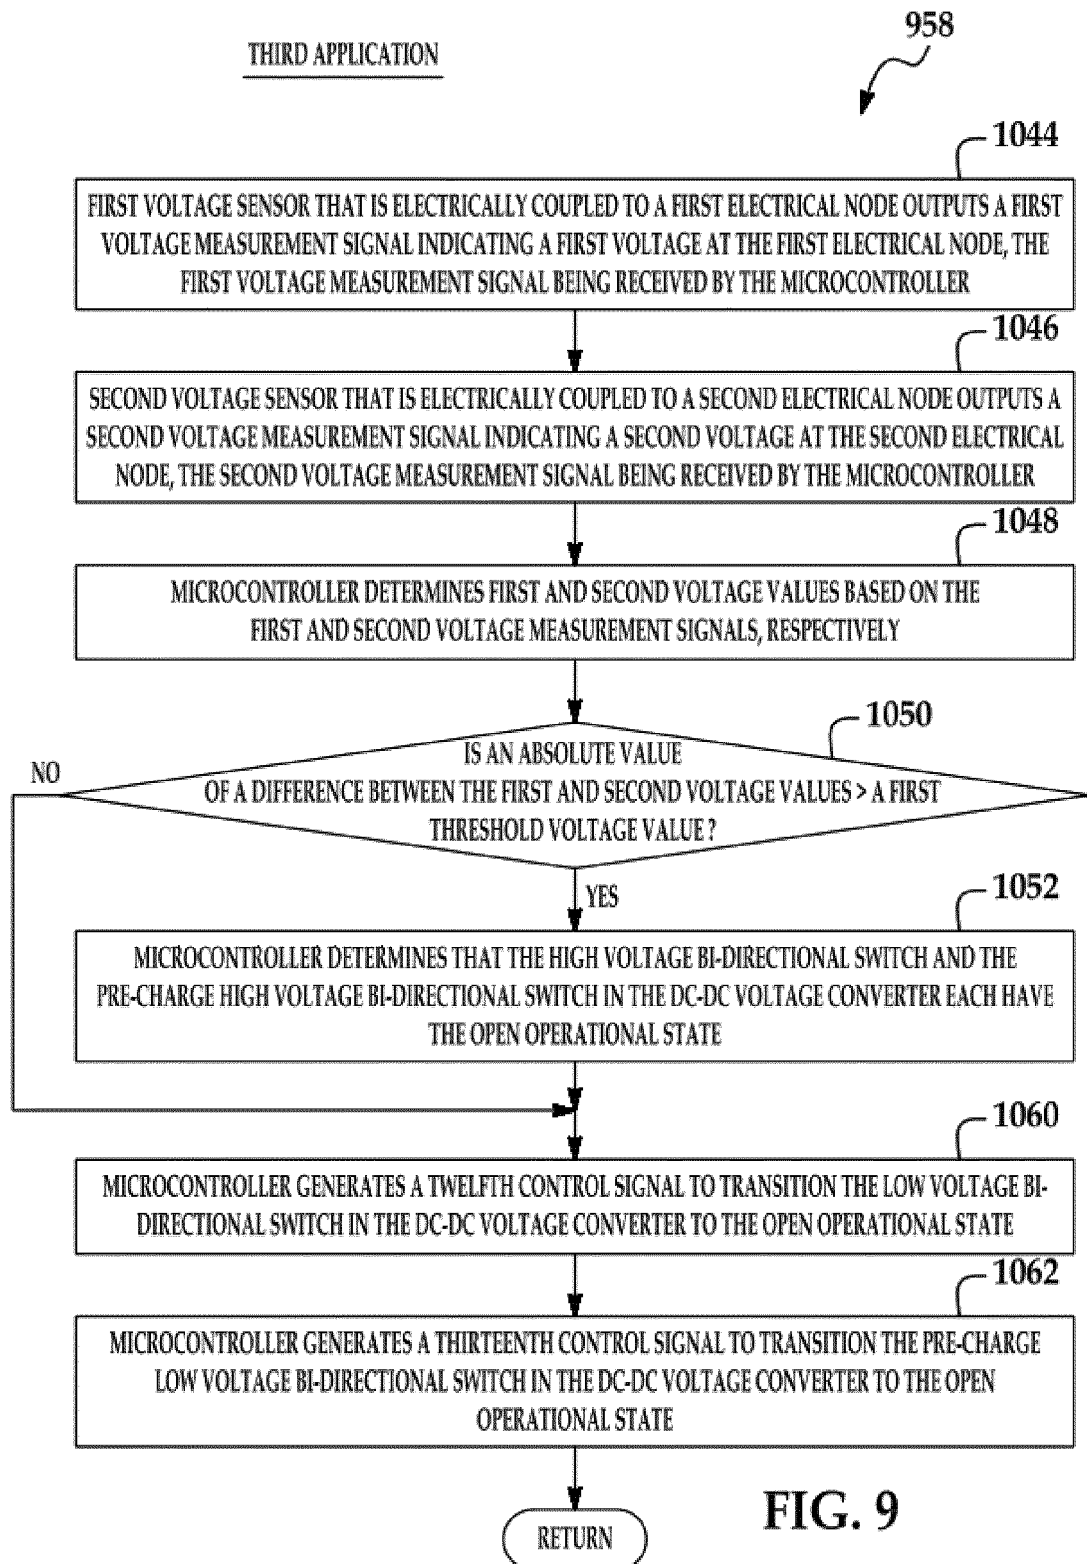 THIRD APPLICATION
958
1044
FIRST VOLTAGE SENSOR THAT IS ELECTRICALLY COUPLED TO A FIRST ELECTRICAL NODE OUTPUTS A FIRST
VOLTAGE MEASUREMENT SIGNAL INDICATING A FIRST VOLTAGE AT THE FIRST ELECTRICAL NODE, THE
FIRST VOLTAGE MEASUREMENT SIGNAL BEING RECEIVED BY THE MICROCONTROLLER
1046
SECOND VOLTAGE SENSOR THAT IS ELECTRICALLY COUPLED TO A SECOND ELECTRICAL NODE OUTPUTS A
SECOND VOLTAGE MEASUREMENT SIGNAL INDICATING A SECOND VOLTAGE AT THE SECOND ELECTRICAL
NODE, THE SECOND VOLTAGE MEASUREMENT SIGNAL BEING RECEIVED BY THE MICROCONTROLLER
1048
MICROCONTROLLER DETERMINES FIRST AND SECOND VOLTAGE VALUES BASED ON THE
FIRST AND SECOND VOLTAGE MEASUREMENT SIGNALS, RESPECTIVELY
1050
IS AN ABSOLUTE VALUE
OF A DIFFERENCE BETWEEN THE FIRST AND SECOND VOLTAGE VALUES > A FIRST
THRESHOLD VOLTAGE VALUE ?
NO
YES
1052
MICROCONTROLLER DETERMINES THAT THE HIGH VOLTAGE BI-DIRECTIONAL SWITCH AND THE
PRE-CHARGE HIGH VOLTAGE BI-DIRECTIONAL SWITCH IN THE DC-DC VOLTAGE CONVERTER EACH HAVE
THE OPEN OPERATIONAL STATE
1060
MICROCONTROLLER GENERATES A TWELFTH CONTROL SIGNAL TO TRANSITION THE LOW VOLTAGE BI-
DIRECTIONAL SWITCH IN THE DC-DC VOLTAGE CONVERTER TO THE OPEN OPERATIONAL STATE
1062
MICROCONTROLLER GENERATES A THIRTEENTH CONTROL SIGNAL TO TRANSITION THE PRE-CHARGE
LOW VOLTAGE BI-DIRECTIONAL SWITCH IN THE DC-DC VOLTAGE CONVERTER TO THE OPEN
OPERATIONAL STATE
RETURN
FIG. 9